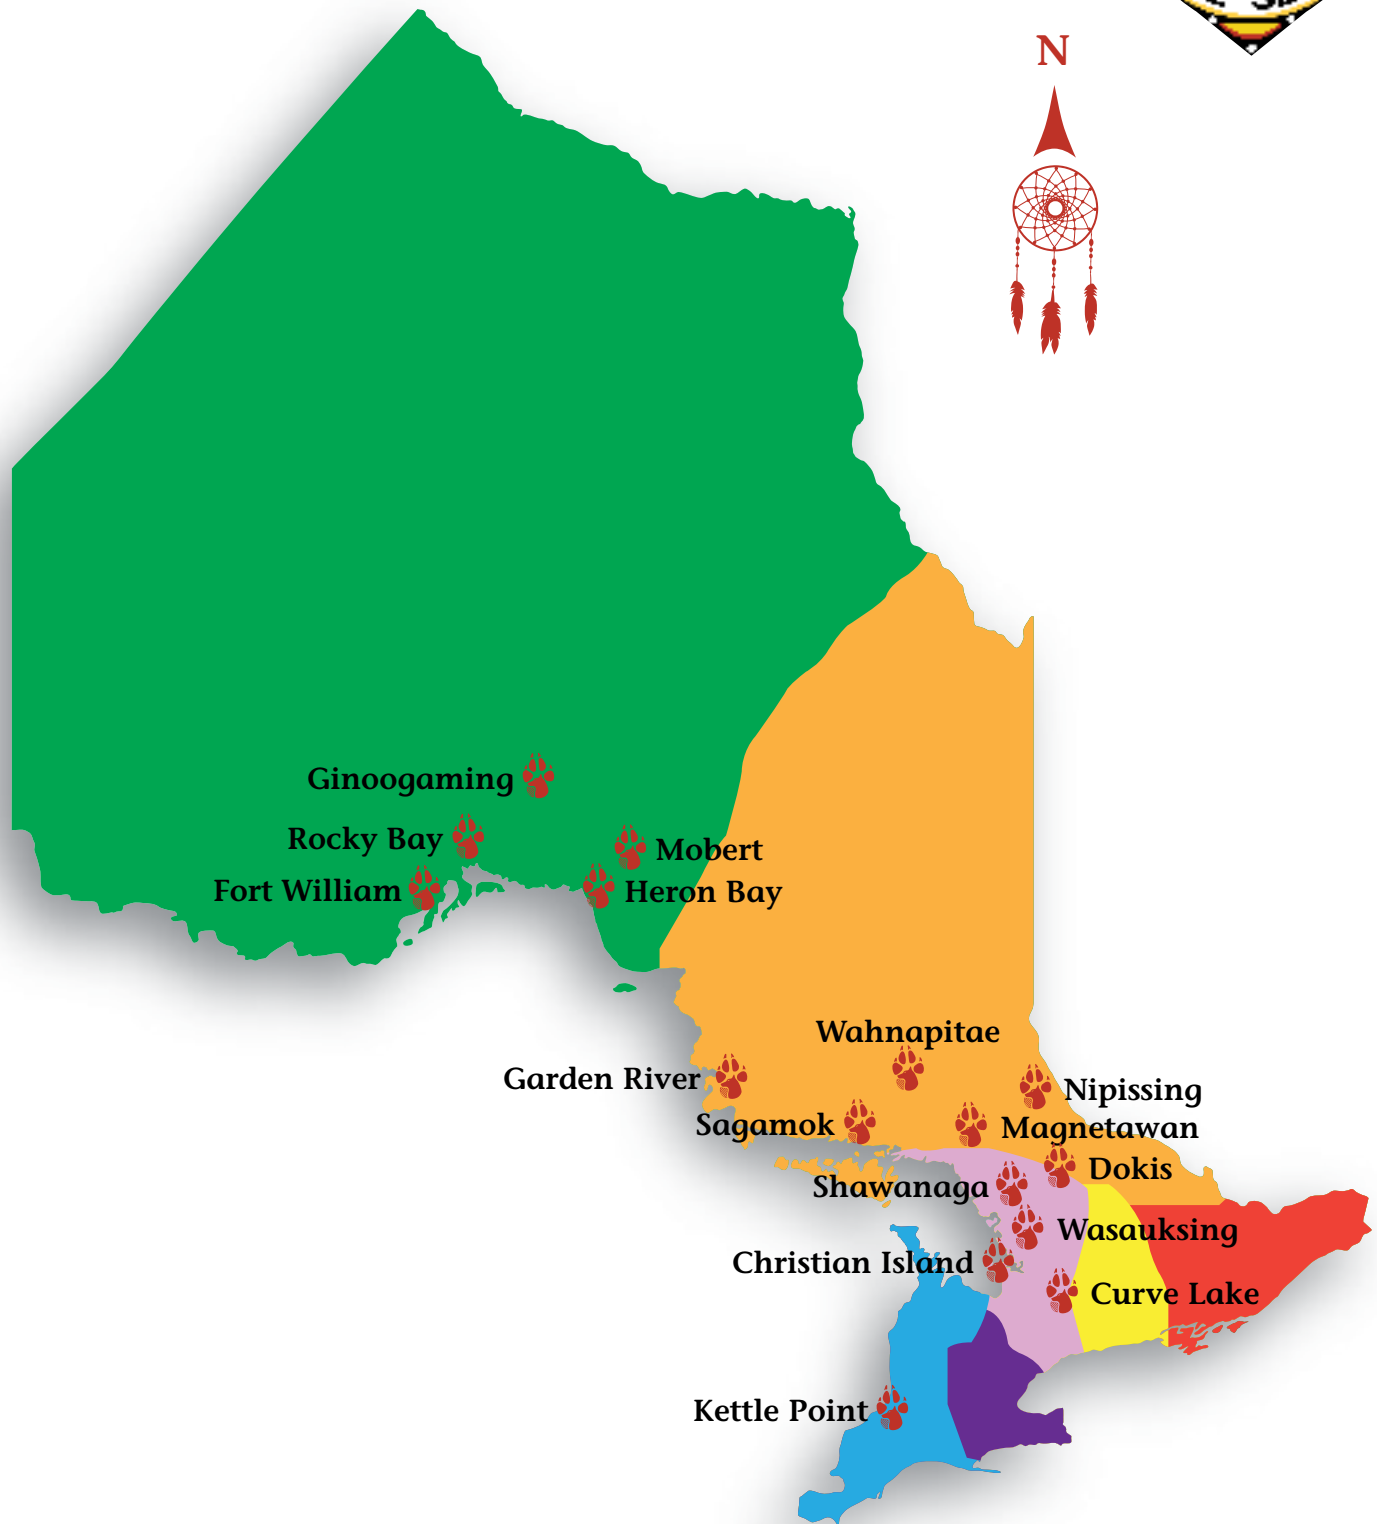 N
Ginoogaming
Rocky Bay
Mobert
Fort William
Heron Bay
Wahnapitae
Garden River
Nipissing
Sagamok
Magnetawan
Dokis
Shawanaga
Wasauksing
Christian Island
Curve Lake
Kettle Point